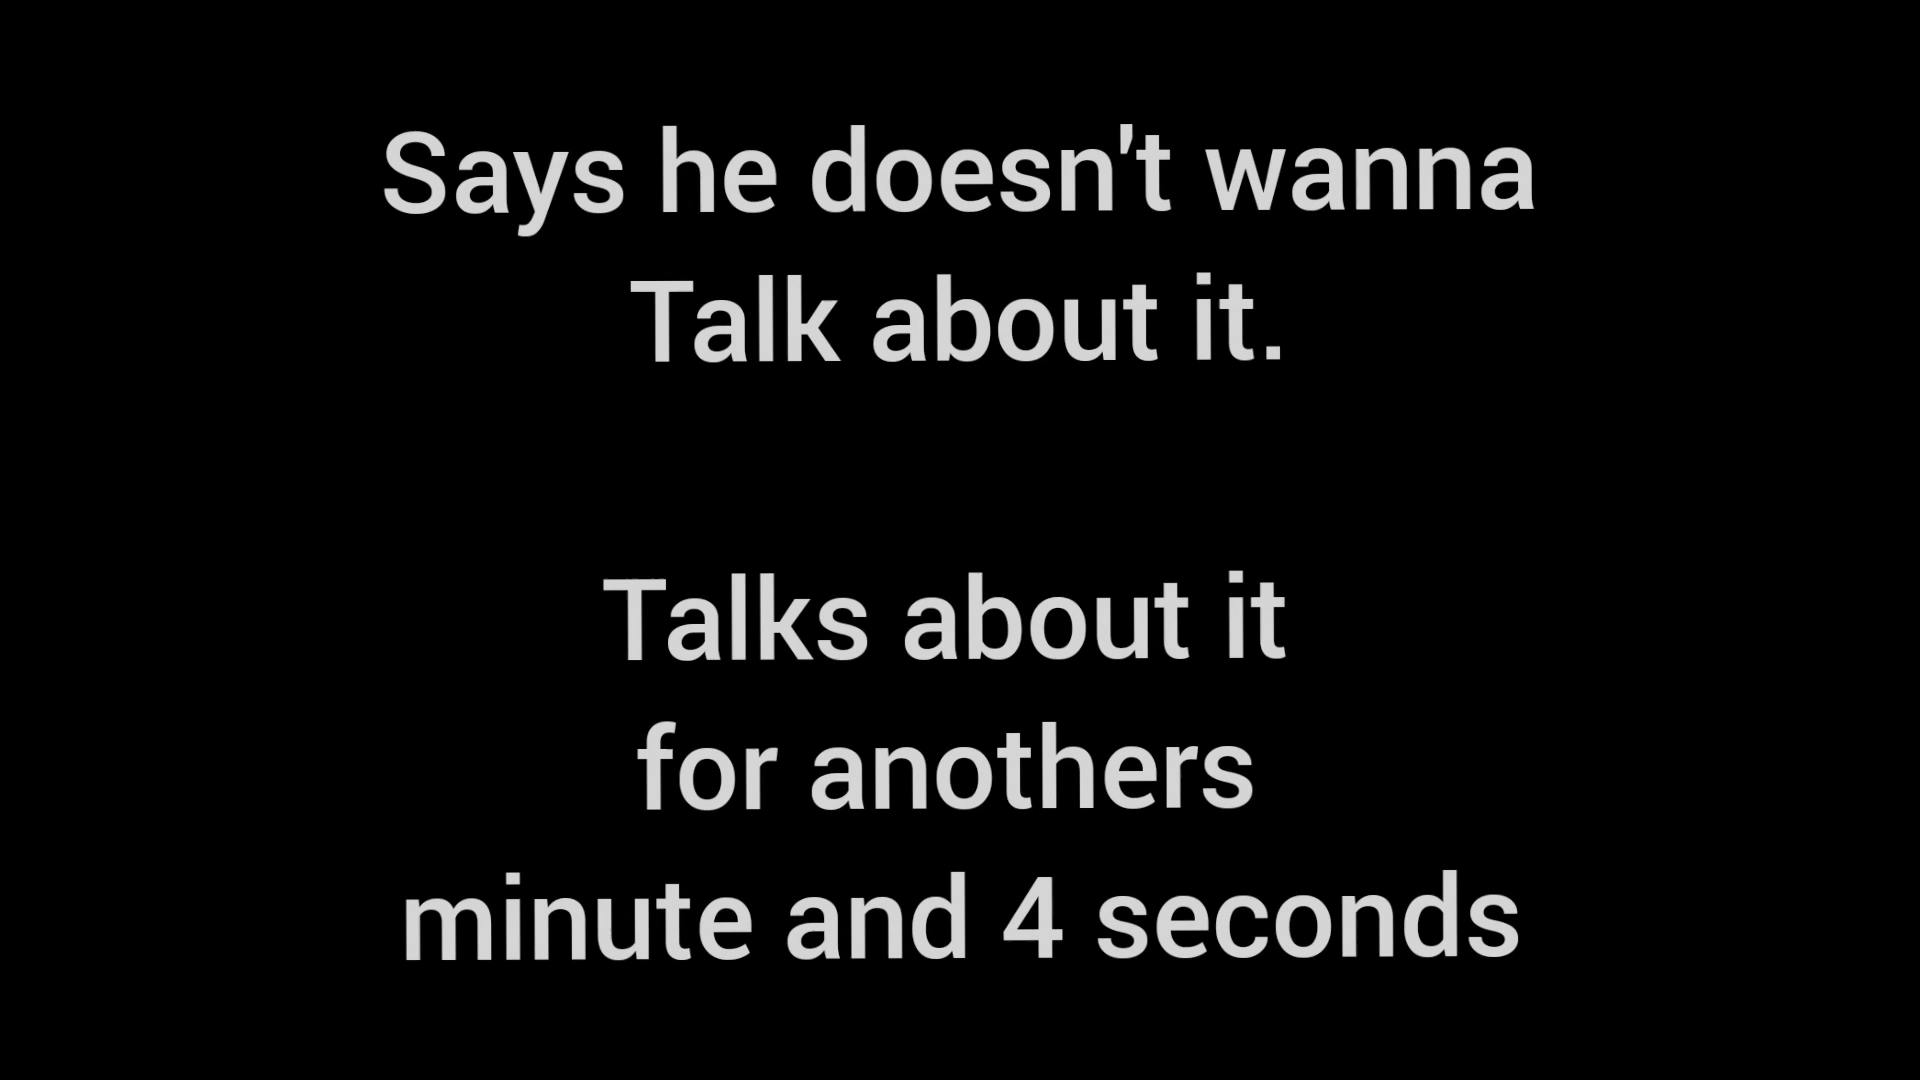 Says he doesn't wanna
Talk about it.
Talks about it
for anothers
minute and 4 seconds